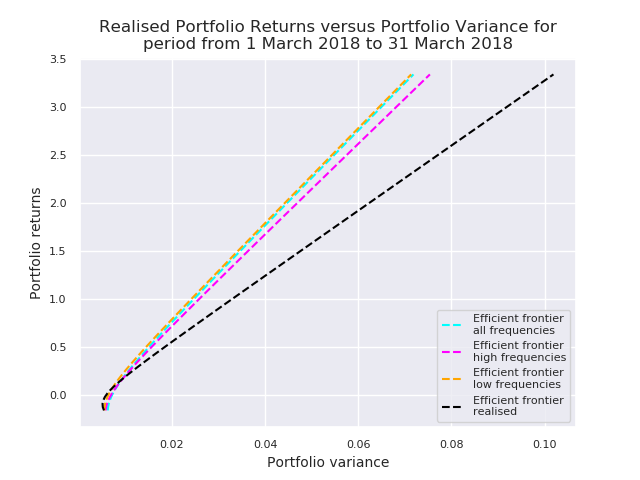 Realised Portfolio Returns versus Portfolio Variance for
period from 1 March 2018 to 31 March 2018
3.5
3.0
2.5
2.0
1.5
1.0
0.5
0.0
Portfolio returns
Efficient frontier
all frequencies
Efficient frontier
high frequencies
Efficient frontier
low frequencies
Efficient frontier
realised
0.02
0.04
0.06
0.08
0.10
Portfolio variance